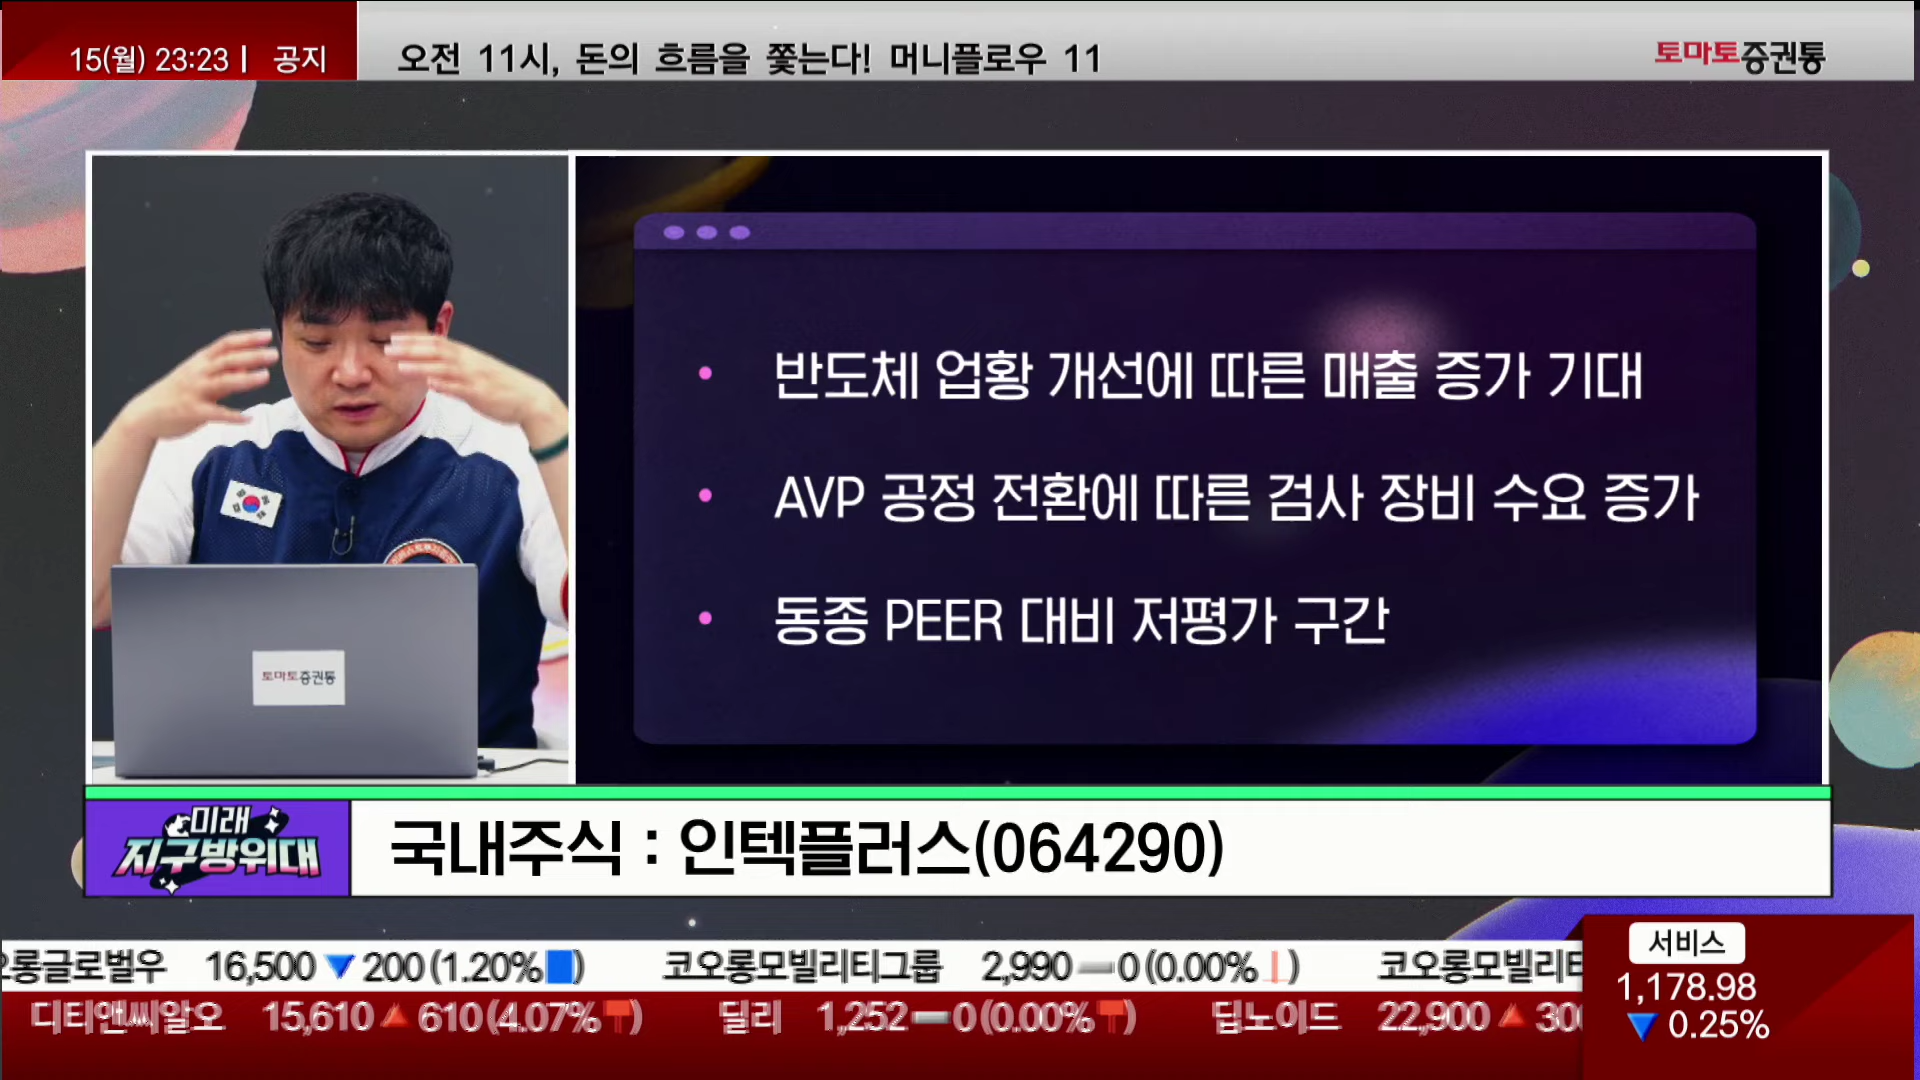 15(월) 23:23 | 공지
오전 11시, 돈의 흐름을 쫓는다! 머니플로우 11
토마토증권통
반도체 업황 개선에 따른 매출 증가 기대
AVP 공정 전환에 따른 검사 장비 수요 증가
동종 PEER 대비 저평가 구간
토마토증권통
미래
지구방위대
국내주식 : 인텍플러스(064290)
오롱글로벌우 16,500 ▼ 200 (1.20%) 코오롱모빌리티그룹 2,990 0 (0.00%) 코오롱모빌리티
디티앤씨알오 15,610 ▲ 610 (4.07%) 딜리 1,252 0 (0.00%) 딥노이드 22,900 ▲ 300
서비스
1,178.98
▼ 0.25%